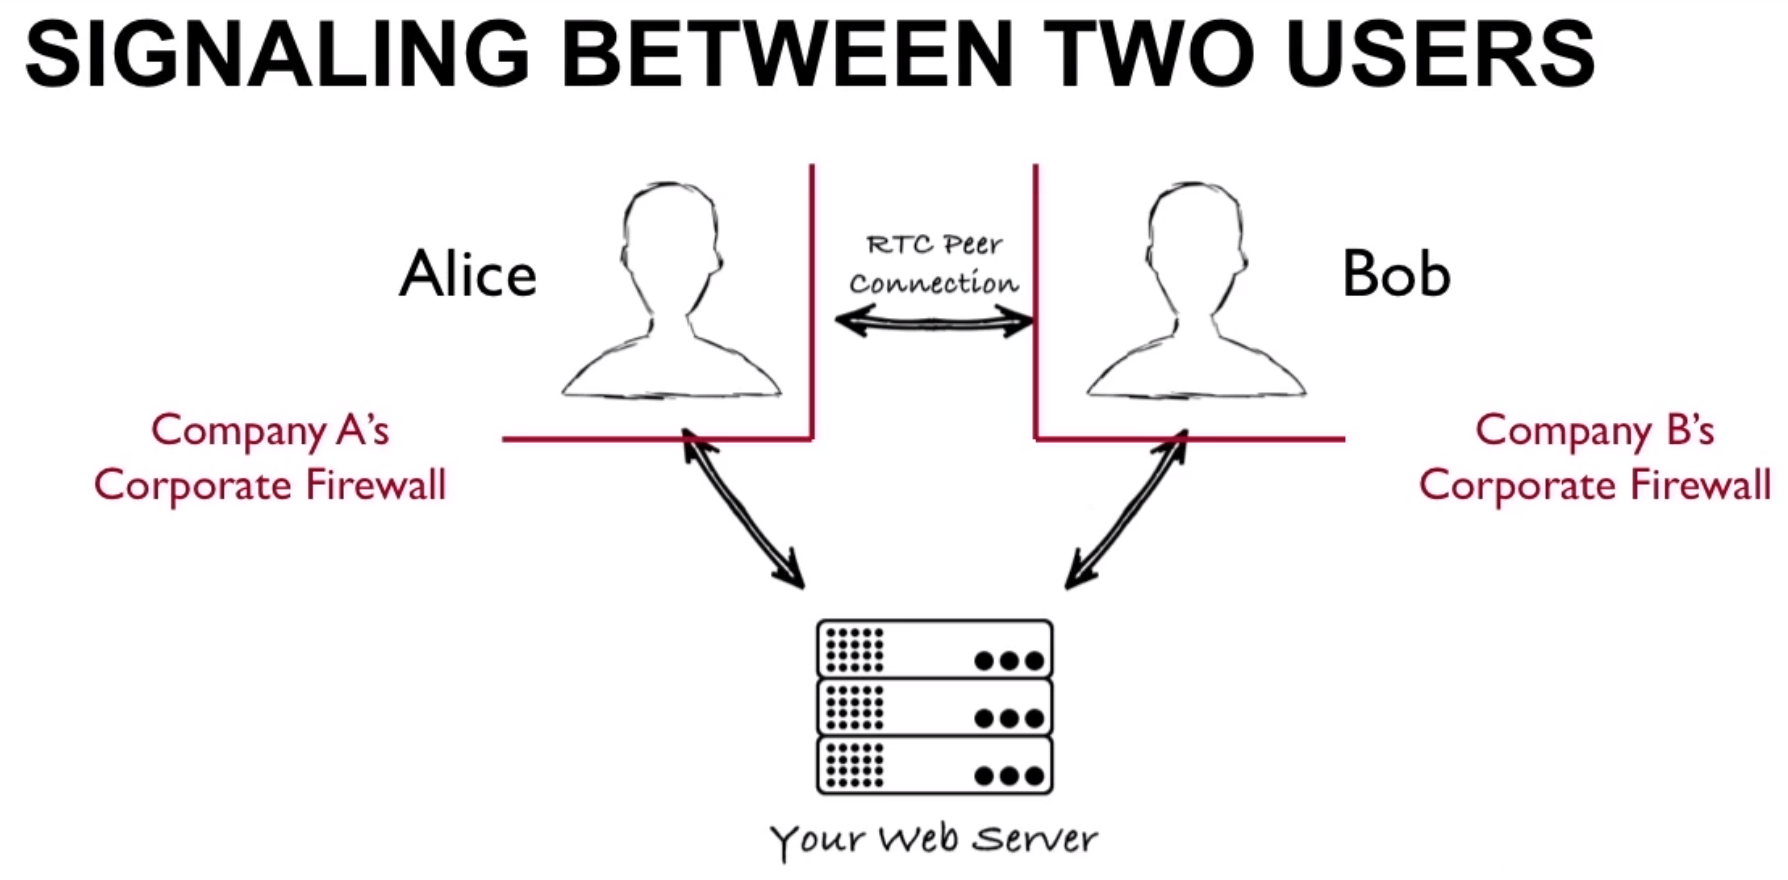 SIGNALING BETWEEN TWO USERS
RTC Peer
Connection
Alice
Bob
Company A's
Corporate Firewall
Company B's
Corporate Firewall
Your Web Server